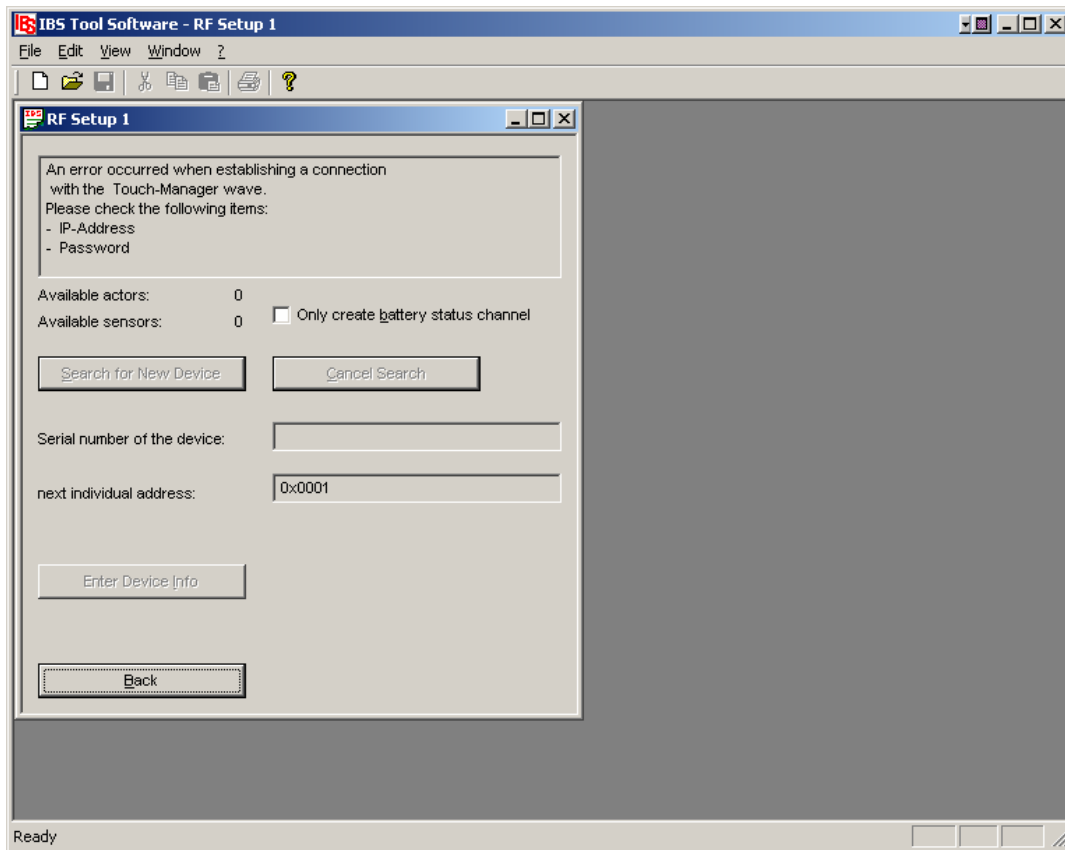 IBS Tool Software - RF Setup 1
File Edit View Window ?
RF Setup 1
An error occurred when establishing a connection
with the Touch-Manager wave.
Please check the following items:
- IP-Address
- Password
Available actors: 0
Only create battery status channel
Available sensors: 0
Search for New Device Cancel Search
Serial number of the device:
next individual address: 0x0001
Enter Device Info
Back
Ready